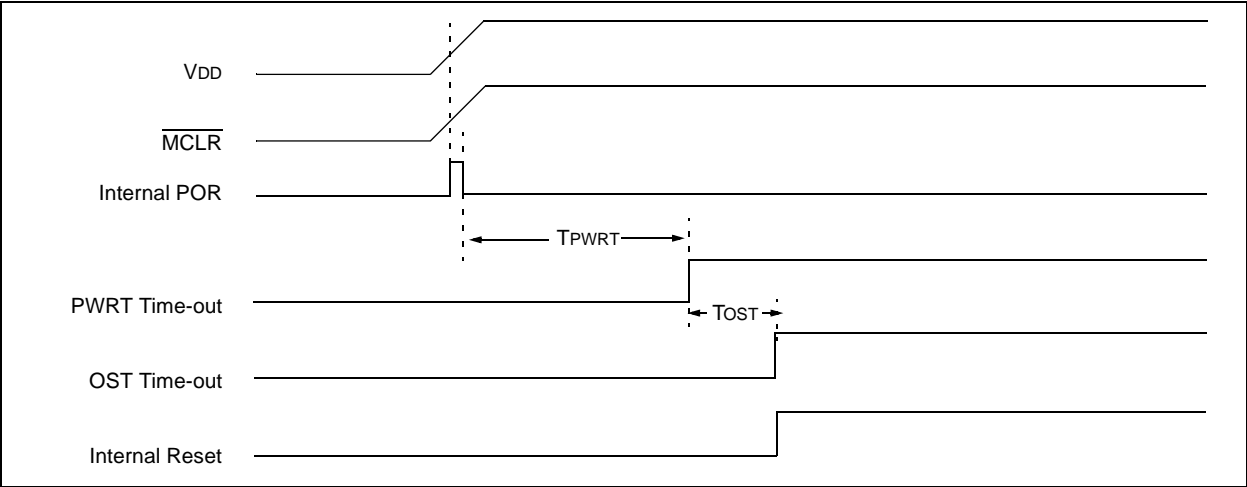 VDD
MCLR
Internal POR
TPWRT
PWRT Time-out
TOST
OST Time-out
Internal Reset